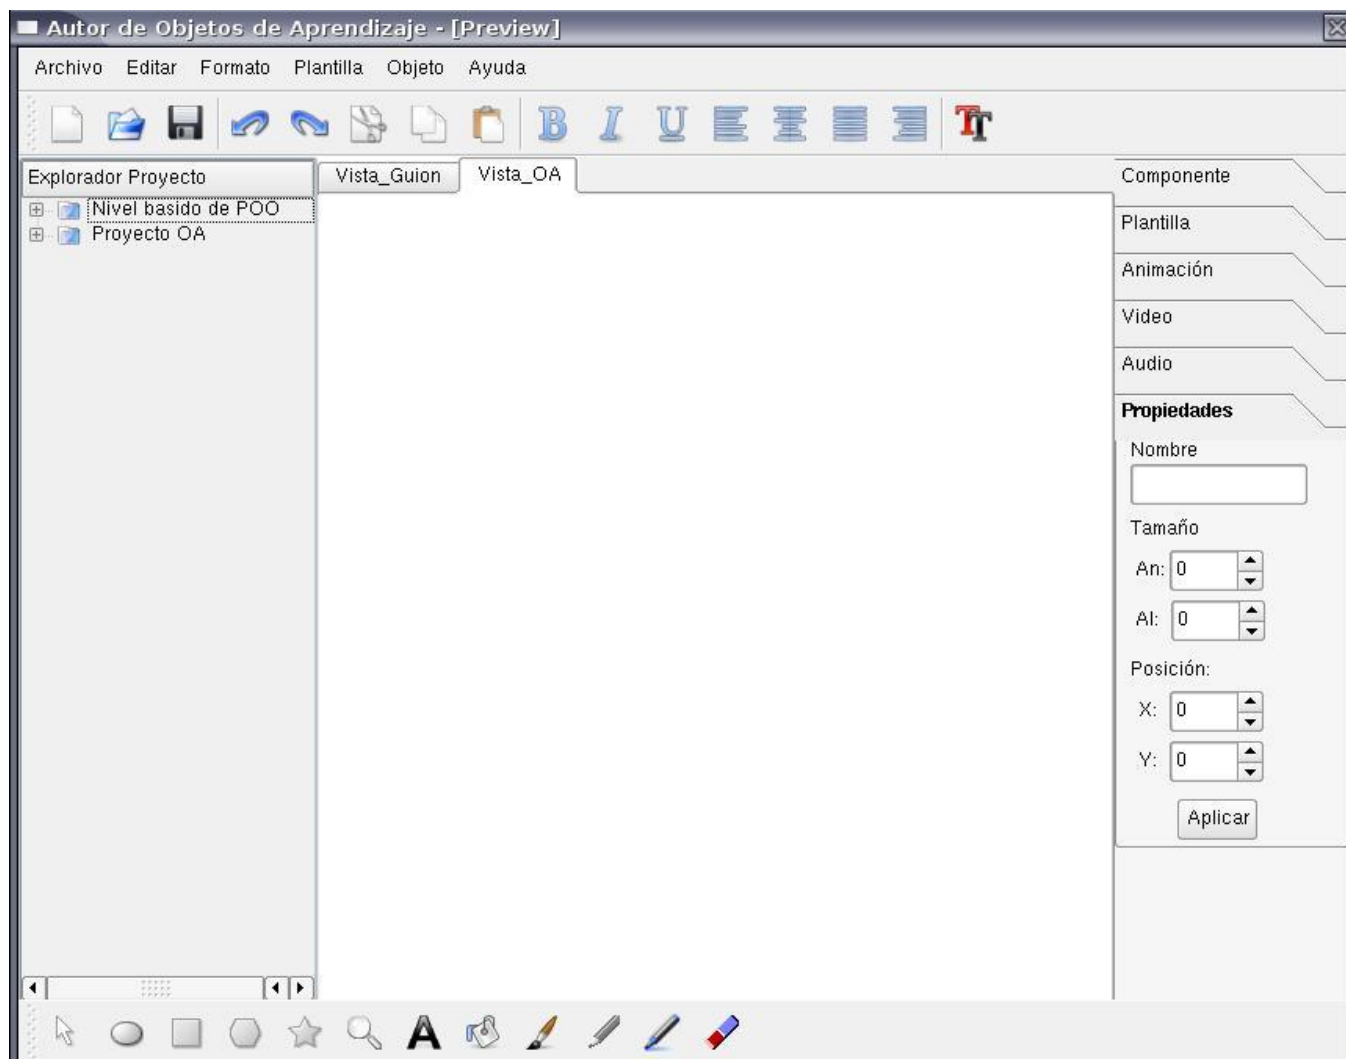 Autor de Objetos de Aprendizaje - [Preview]
Archivo Editar Formato Plantilla Objeto Ayuda
B I U TT
Explorador Proyecto
Nivel basido de POO
Proyecto OA
Vista_Guion Vista_OA
Componente
Plantilla
Animación
Video
Audio
Propiedades
Nombre
Tamaño
An: 0
Al: 0
Posición:
X: 0
Y: 0
Aplicar
A